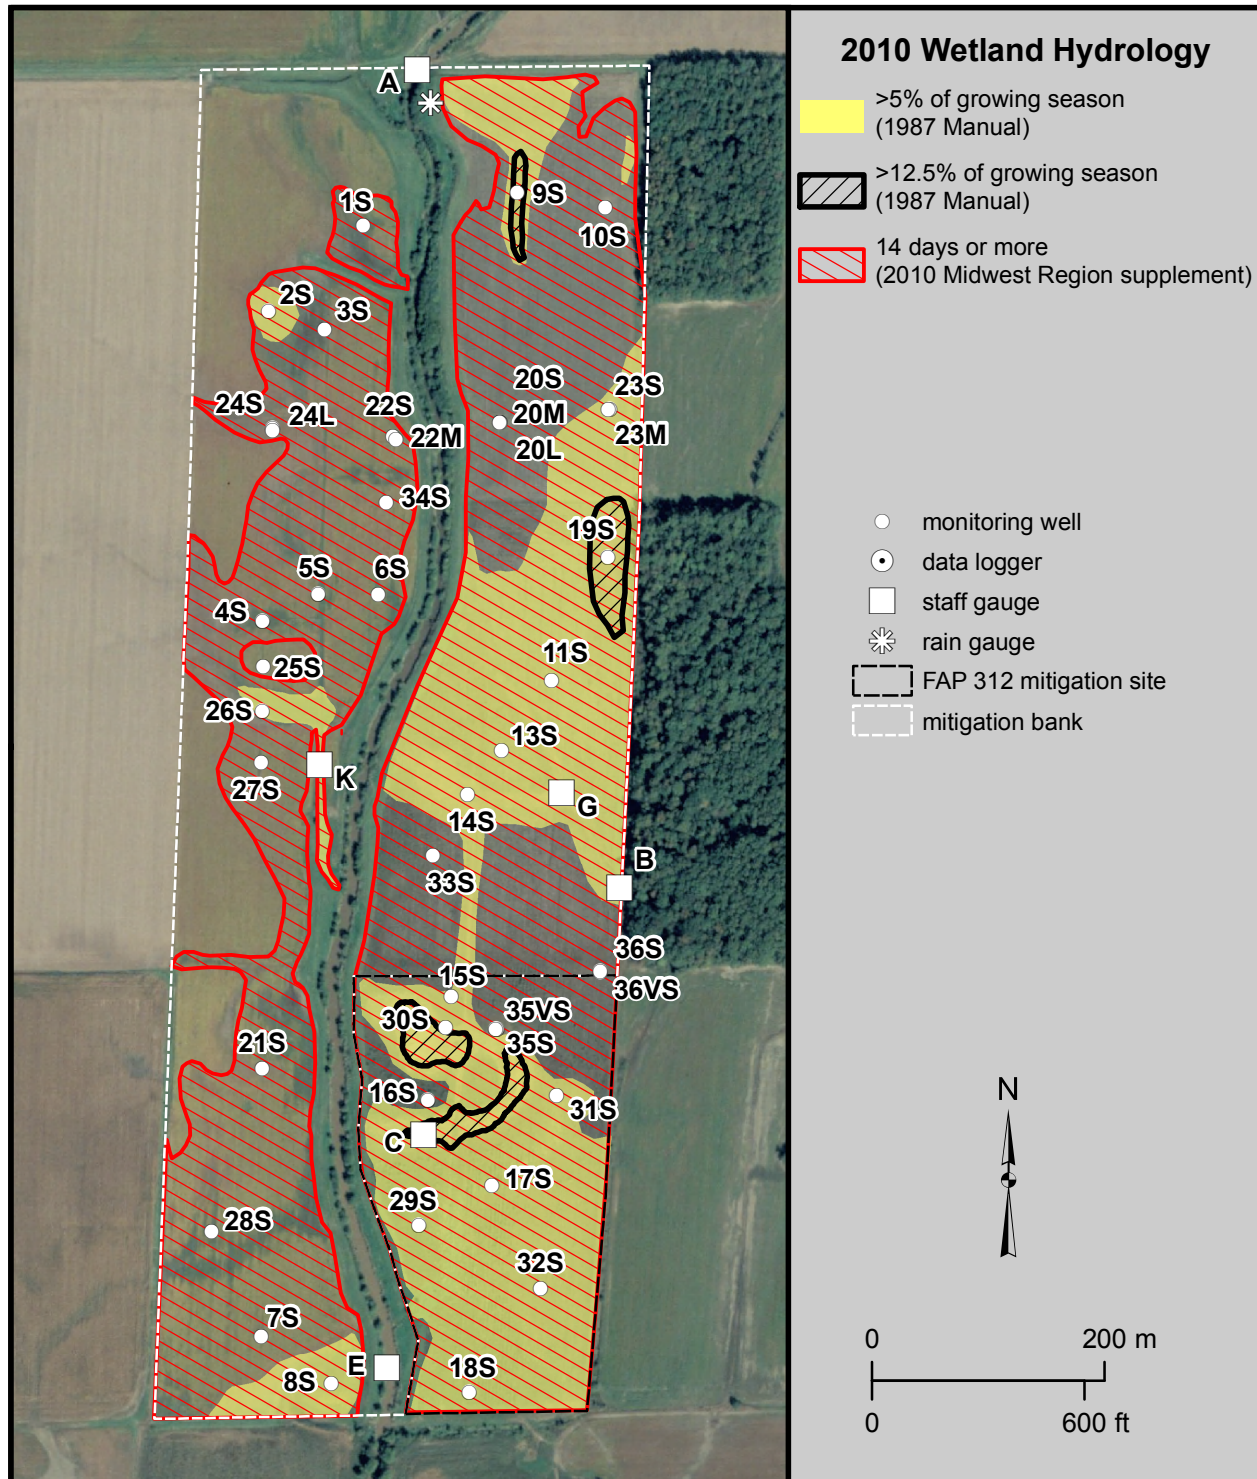 2010 Wetland Hydrology
>5% of growing season
(1987 Manual)
>12.5% of growing season
(1987 Manual)
14 days or more
(2010 Midwest Region supplement)
monitoring well
data logger
staff gauge
rain gauge
FAP 312 mitigation site
mitigation bank
N
0 200 m
0 600 ft
A
1S
9S
10S
2S
3S
24S
24L
22S
22M
20S
20M
20L
23S
23M
34S
19S
5S
6S
4S
25S
11S
26S
13S
27S
K
G
14S
B
33S
36S
36VS
15S
30S
35VS
35S
21S
16S
31S
C
17S
29S
28S
32S
7S
E
8S
18S